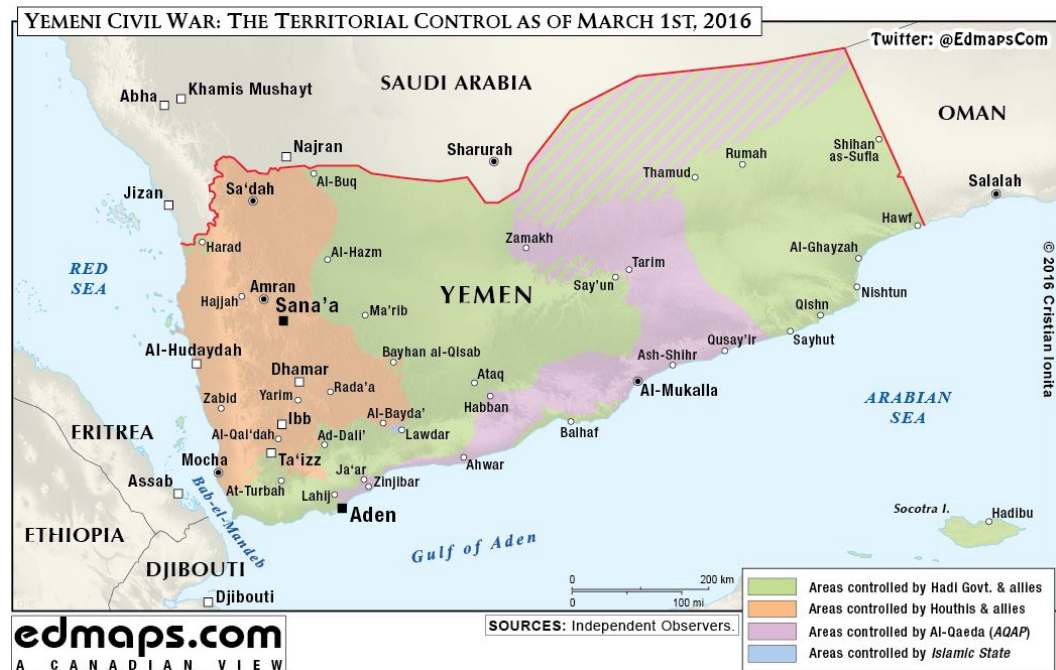 YEMENI CIVIL WAR: THE TERRITORIAL CONTROL AS OF MARCH 1ST, 2016
Twitter: @EdmapsCom
SAUDI ARABIA
Khamis Mushayt
Abha
OMAN
Najran
Sharurah
Shihan
as-Sufla
Rumah
Thamud
Al-Buq
Sa'dah
Jizan
Salalah
Hawf
Harad
Zamakh
Al-Hazm
Al-Ghayzah
RED
SEA
Tarim
Say'un
Amran
Hajjah
YEMEN
Nishtun
Sana'a
Ma'rib
Qishn
Sayhut
Qusay'ir
Al-Hudaydah
Bayhan al-Qisab
Ash-Shihr
Dhamar
Ataq
Al-Mukalla
Rada'a
Yarim
Zabid
Habban
ARABIAN
SEA
Ibb
Al-Bayda'
Lawdar
Balhaf
ERITREA
Al-Qai'dah
Ad-Dali'
Ta'izz
Mocha
Ahwar
Ja'ar
Zinjibar
Assab
At-Turbah
Lahij
Aden
Bab-el-Mandeb
Socotra I.
Hadibu
ETHIOPIA
Gulf of Aden
DJIBOUTI
Djibouti
0 200 km
0 100 mi
© 2016 Cristian Ionita
Areas controlled by Hadi Govt. & allies
Areas controlled by Houthis & allies
Areas controlled by Al-Qaeda (AQAP)
Areas controlled by Islamic State
SOURCES: Independent Observers.
edmaps.com
A CANADIAN VIEW